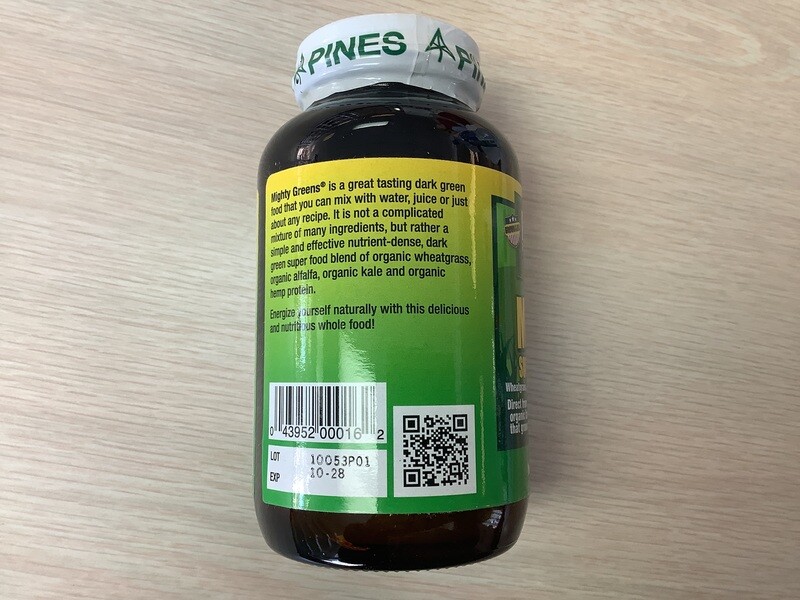 PINES PINES
Mighty Greens® is a great tasting dark green
food that you can mix with water, juice or just
about any recipe. It is not a complicated
mixture of many ingredients, but rather a
simple and effective nutrient-dense, dark
green super food blend of organic wheatgrass,
organic alfalfa, organic kale and organic
hemp protein.
Energize yourself naturally with this delicious
and nutritious whole food!
0 43952 00016 2
LOT 10053P01
EXP 10-28
Direct
organic
that